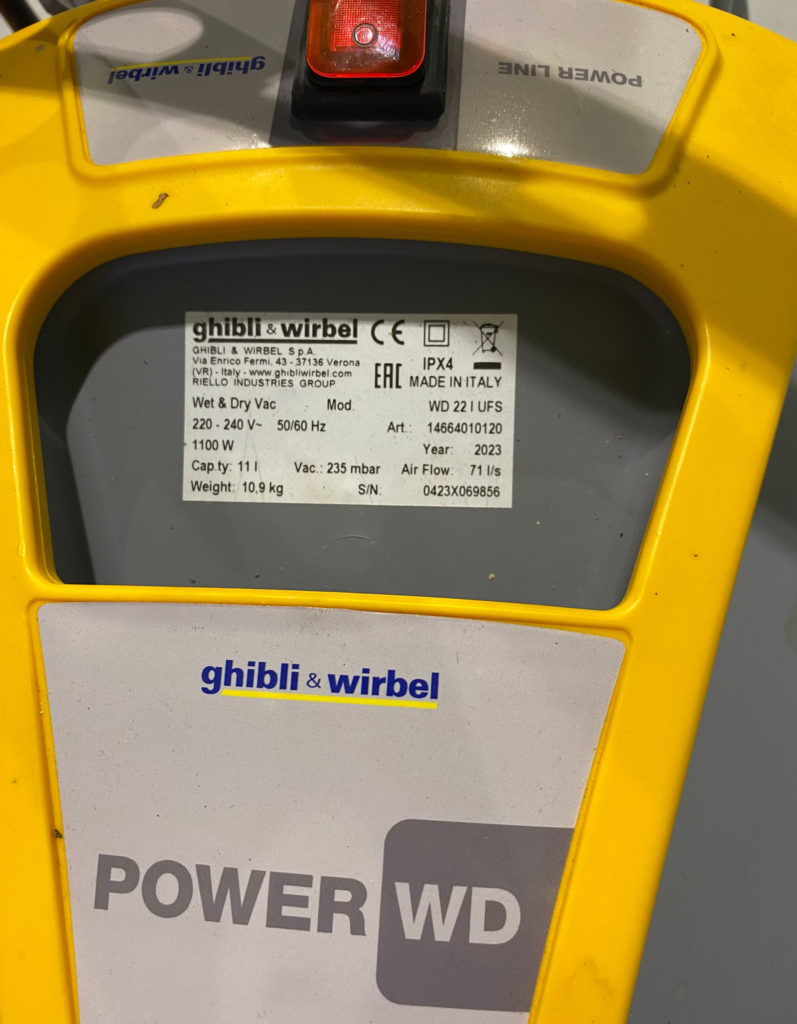 ghibli & wirbel
POWER LINE
ghibli & wirbel CE
GHIBLI & WIRBEL S.p.A.
Via Enrico Fermi, 43 - 37136 Verona
(VR) - Italy - www.ghibliwirbel.com
RIELLO INDUSTRIES GROUP
EAC
IPX4
MADE IN ITALY
Wet & Dry Vac Mod. WD 22 I UFS
220 - 240 V~ 50/60 Hz Art.: 14664010120
1100 W Year: 2023
Cap.ty: 11 l Vac.: 235 mbar Air Flow: 71 l/s
Weight: 10,9 kg S/N: 0423X069856
ghibli & wirbel
POWER WD